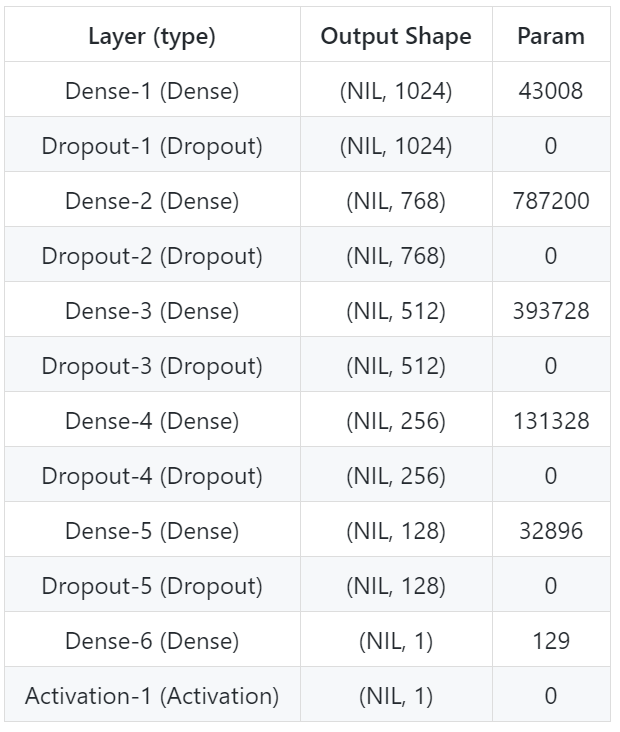 Layer (type) Output Shape Param
Dense-1 (Dense) (NIL, 1024) 43008
Dropout-1 (Dropout) (NIL, 1024) 0
Dense-2 (Dense) (NIL, 768) 787200
Dropout-2 (Dropout) (NIL, 768) 0
Dense-3 (Dense) (NIL, 512) 393728
Dropout-3 (Dropout) (NIL, 512) 0
Dense-4 (Dense) (NIL, 256) 131328
Dropout-4 (Dropout) (NIL, 256) 0
Dense-5 (Dense) (NIL, 128) 32896
Dropout-5 (Dropout) (NIL, 128) 0
Dense-6 (Dense) (NIL, 1) 129
Activation-1 (Activation) (NIL, 1) 0